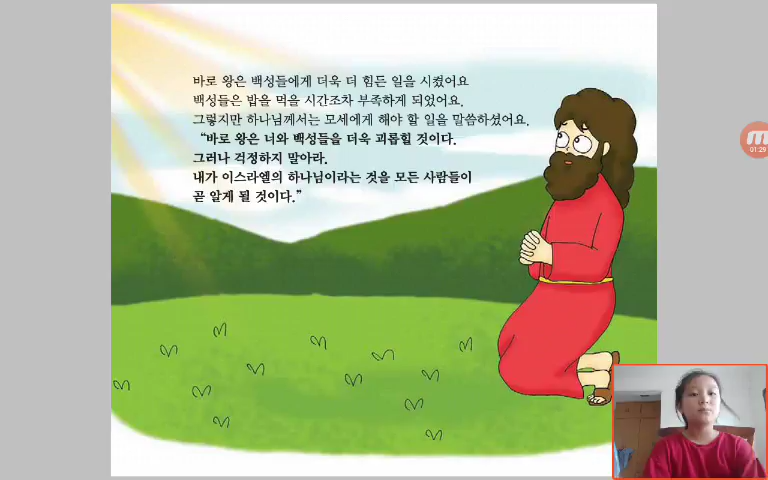 바로 왕은 백성들에게 더욱 더 힘든 일을 시켰어요
백성들은 밥을 먹을 시간조차 부족하게 되었어요.
그렇지만 하나님께서는 모세에게 해야 할 일을 말씀하셨어요.
“바로 왕은 너와 백성들을 더욱 괴롭힐 것이다.
그러나 걱정하지 말아라.
내가 이스라엘의 하나님이라는 것을 모든 사람들이
곧 알게 될 것이다.”
01:29